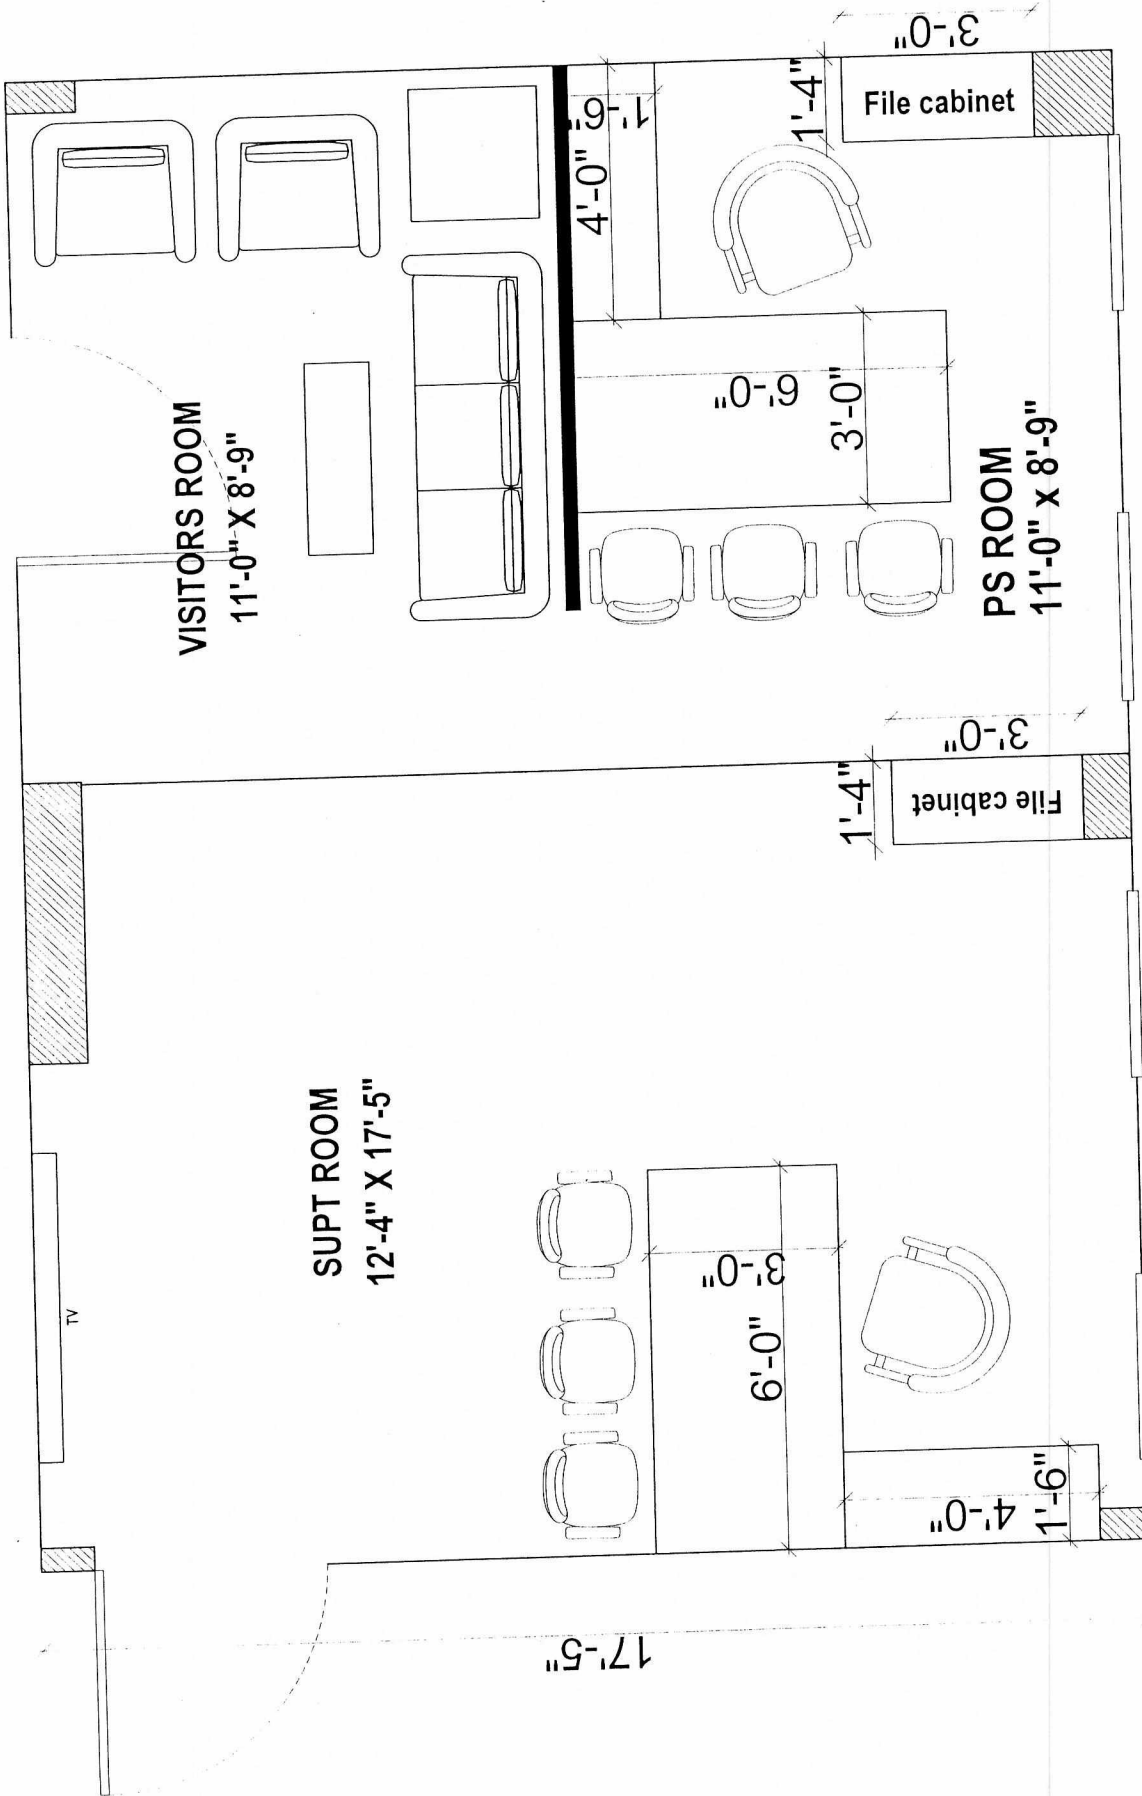 VISITORS ROOM
11'-0" X 8'-9"
4'-0"
1'-6"
1'-4"
3'-0"
File cabinet
6'-0"
3'-0"
PS ROOM
11'-0" x 8'-9"
3'-0"
1'-4"
File cabinet
SUPT ROOM
12'-4" X 17'-5"
TV
3'-0"
6'-0"
4'-0"
1'-6"
17'-5"